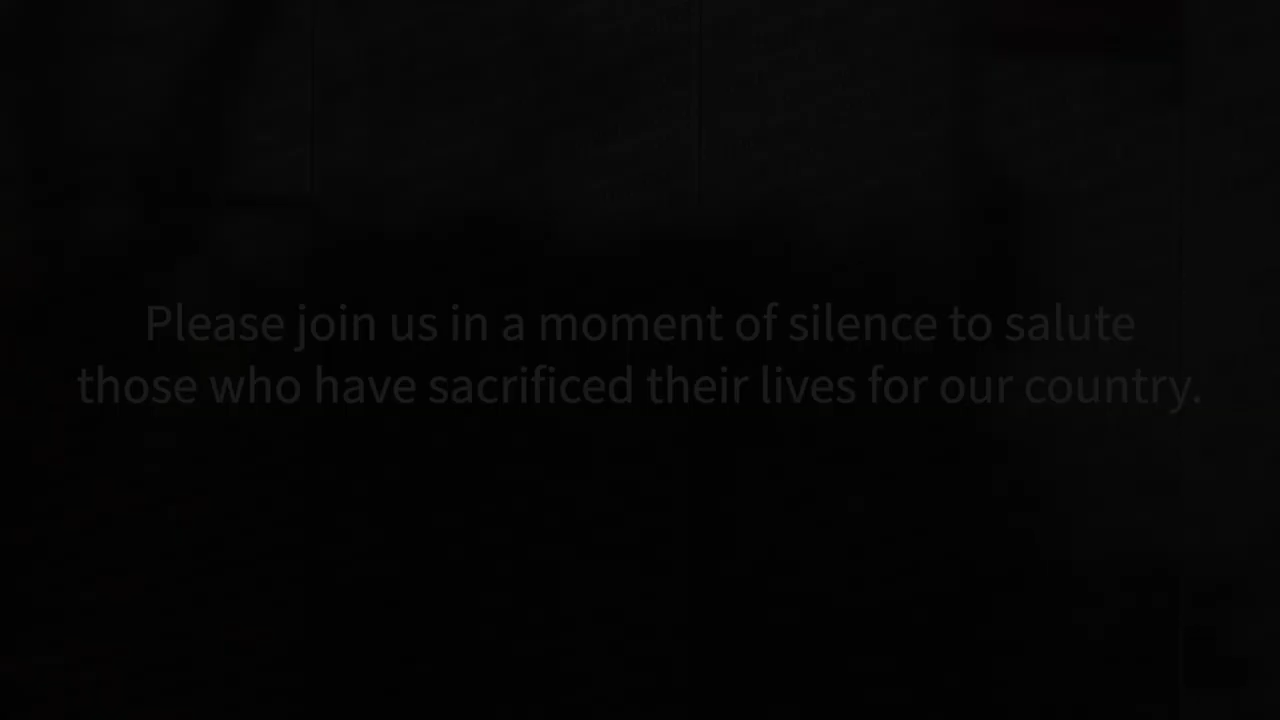 Please join us in a moment of silence to salute
those who have sacrificed their lives for our country.